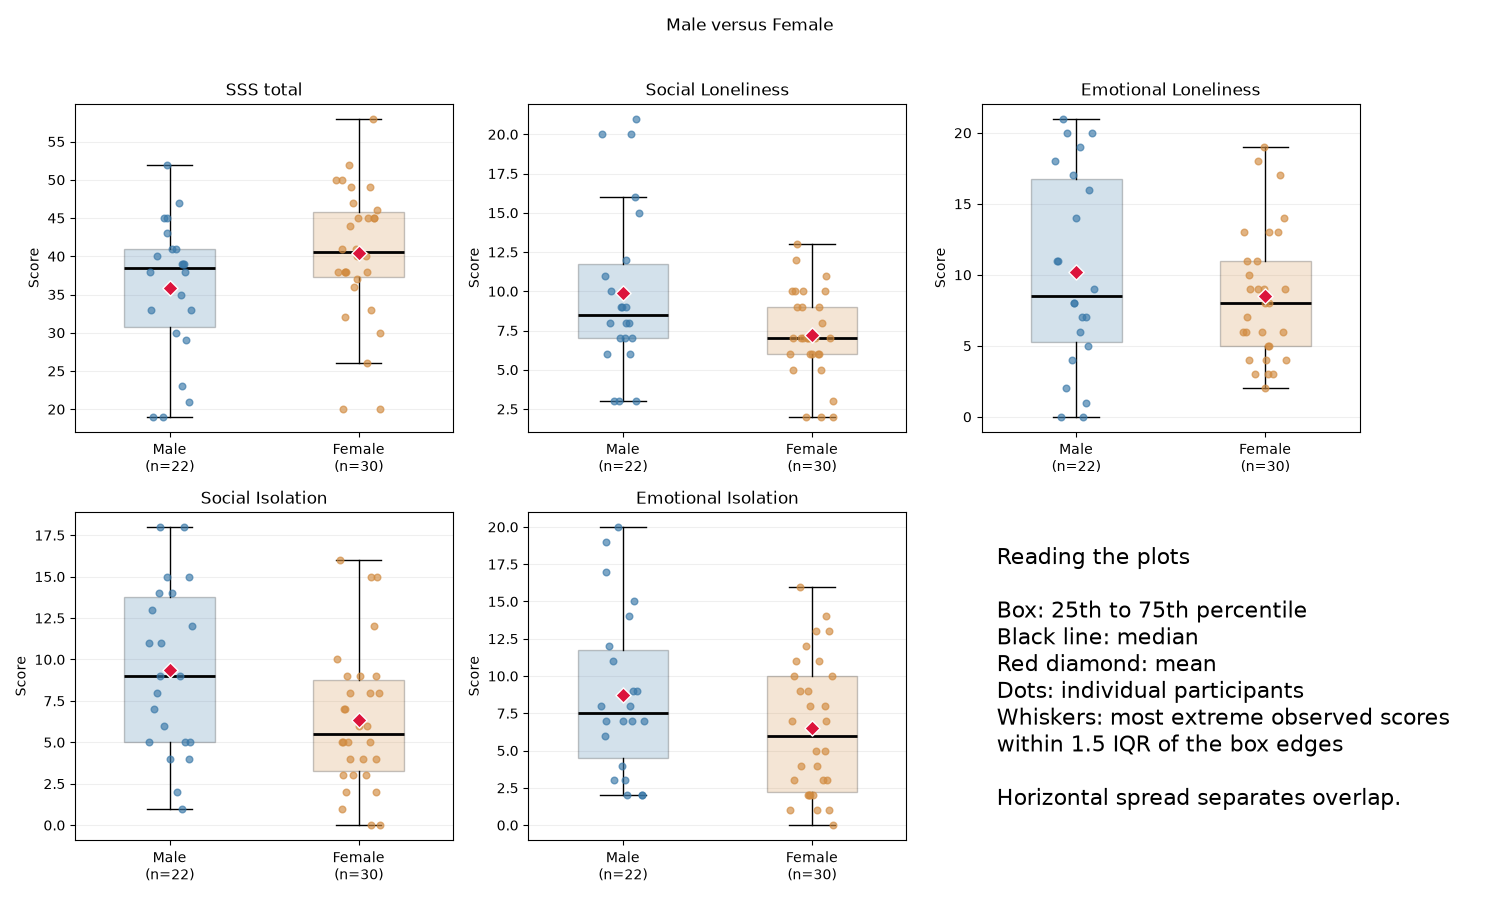 Male versus Female
SSS total
Score
55
50
45
40
35
30
25
20
Male
(n=22)
Female
(n=30)
Social Loneliness
Score
20.0
17.5
15.0
12.5
10.0
7.5
5.0
2.5
Male
(n=22)
Female
(n=30)
Emotional Loneliness
Score
20
15
10
5
0
Male
(n=22)
Female
(n=30)
Social Isolation
Score
17.5
15.0
12.5
10.0
7.5
5.0
2.5
0.0
Male
(n=22)
Female
(n=30)
Emotional Isolation
Score
20.0
17.5
15.0
12.5
10.0
7.5
5.0
2.5
0.0
Male
(n=22)
Female
(n=30)
Reading the plots
Box: 25th to 75th percentile
Black line: median
Red diamond: mean
Dots: individual participants
Whiskers: most extreme observed scores
within 1.5 IQR of the box edges
Horizontal spread separates overlap.